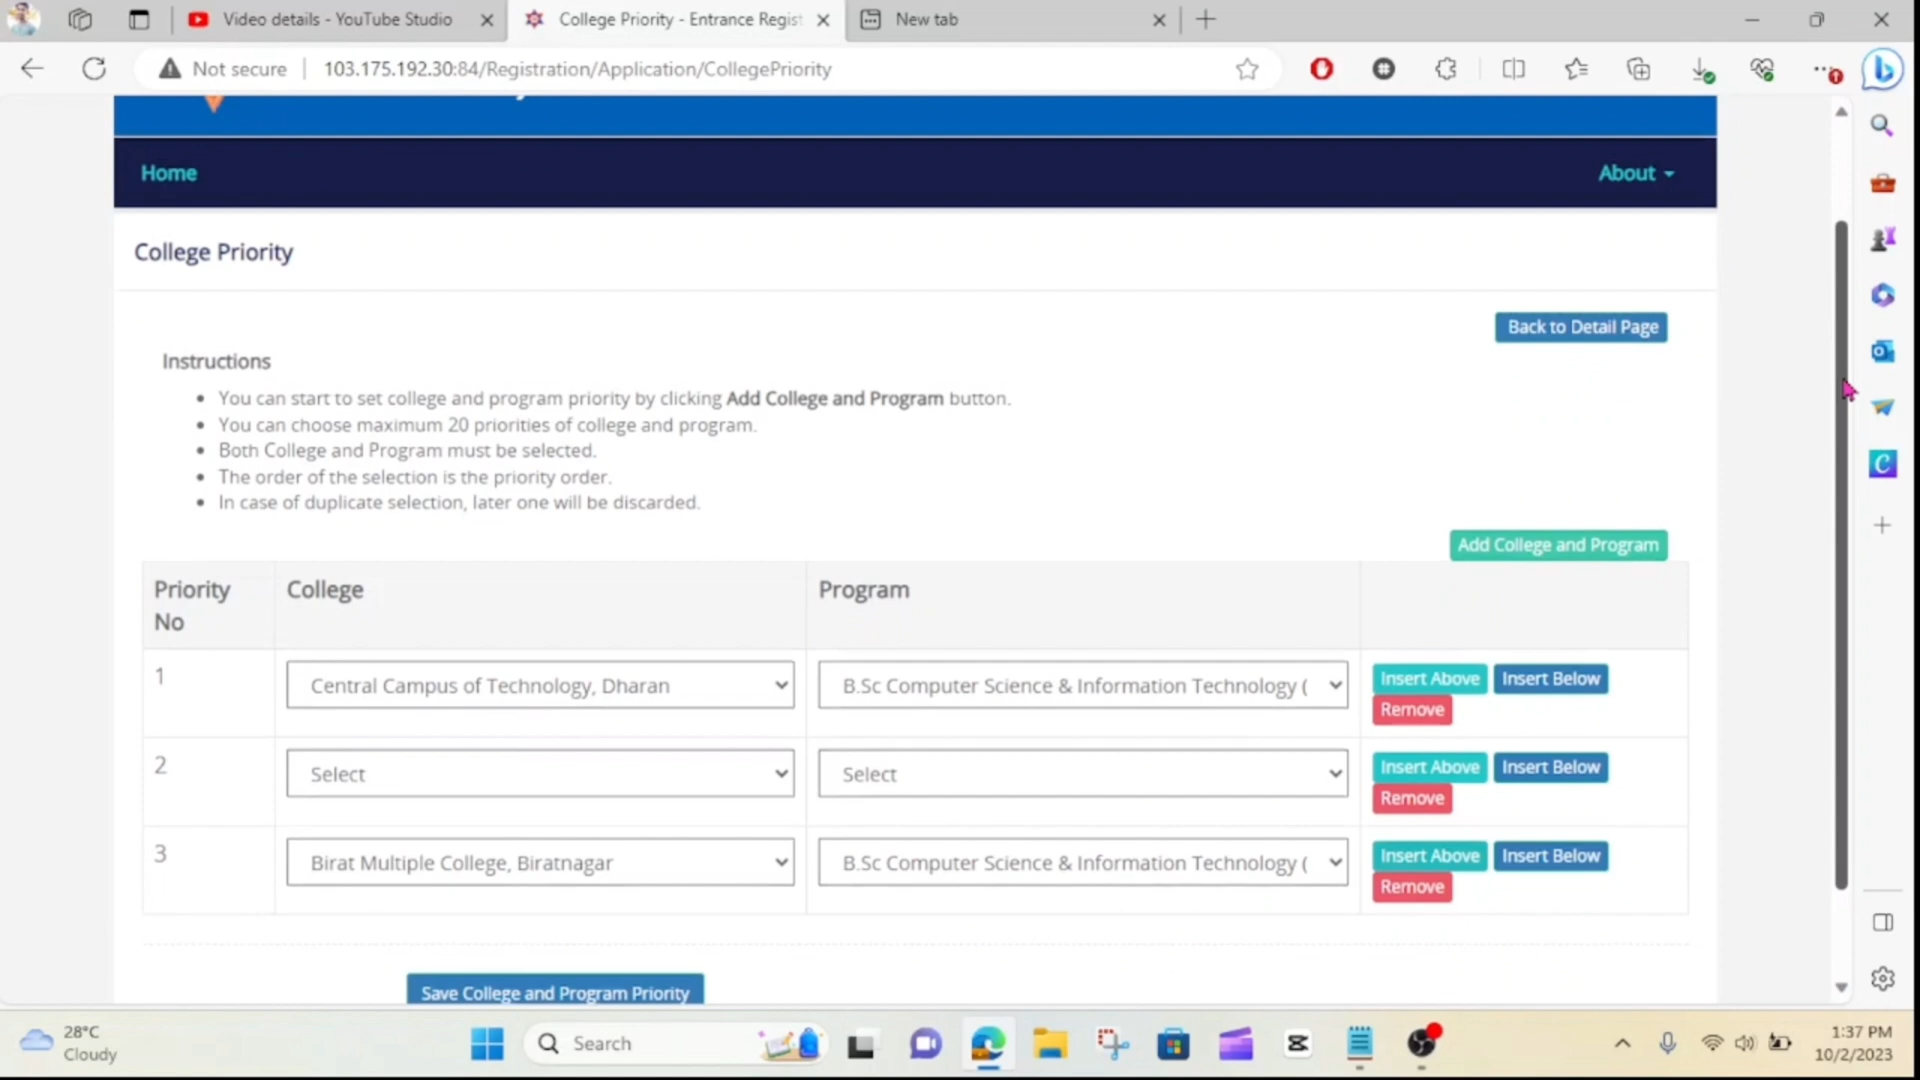 Video details - YouTube Studio
College Priority - Entrance Regist
New tab
Not secure
103.175.192.30:84/Registration/Application/CollegePriority
Home
About
College Priority
Back to Detail Page
Instructions
You can start to set college and program priority by clicking Add College and Program button.
You can choose maximum 20 priorities of college and program.
Both College and Program must be selected.
The order of the selection is the priority order.
In case of duplicate selection, later one will be discarded.
Add College and Program
Priority No
College
Program
1
Central Campus of Technology, Dharan
B.Sc Computer Science & Information Technology (
Insert Above
Insert Below
Remove
2
Select
Select
Insert Above
Insert Below
Remove
3
Birat Multiple College, Biratnagar
B.Sc Computer Science & Information Technology (
Insert Above
Insert Below
Remove
Save College and Program Priority
28°C
Cloudy
Search
1:37 PM
10/2/2023